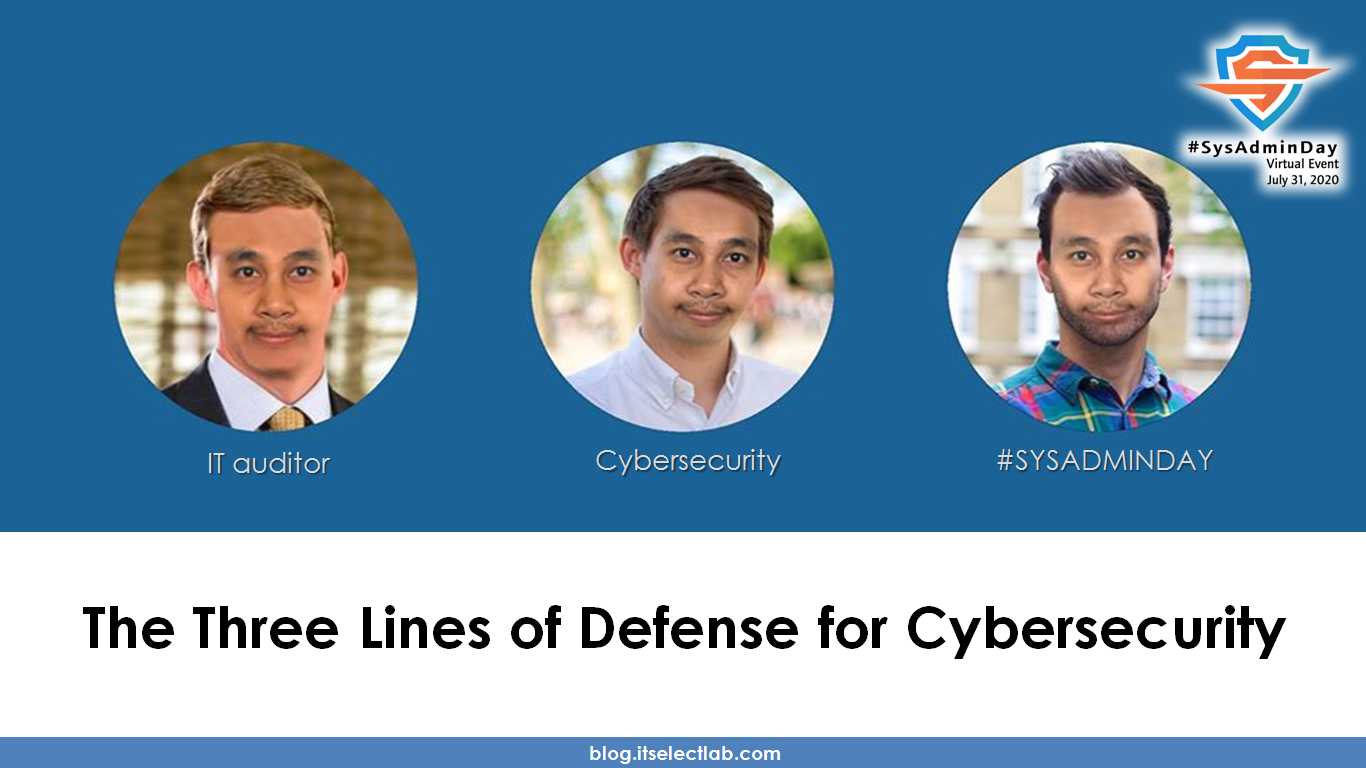 #SysAdminDay
Virtual Event
July 31, 2020
IT auditor
Cybersecurity
#SYSADMINDAY
The Three Lines of Defense for Cybersecurity
blog.itselectlab.com